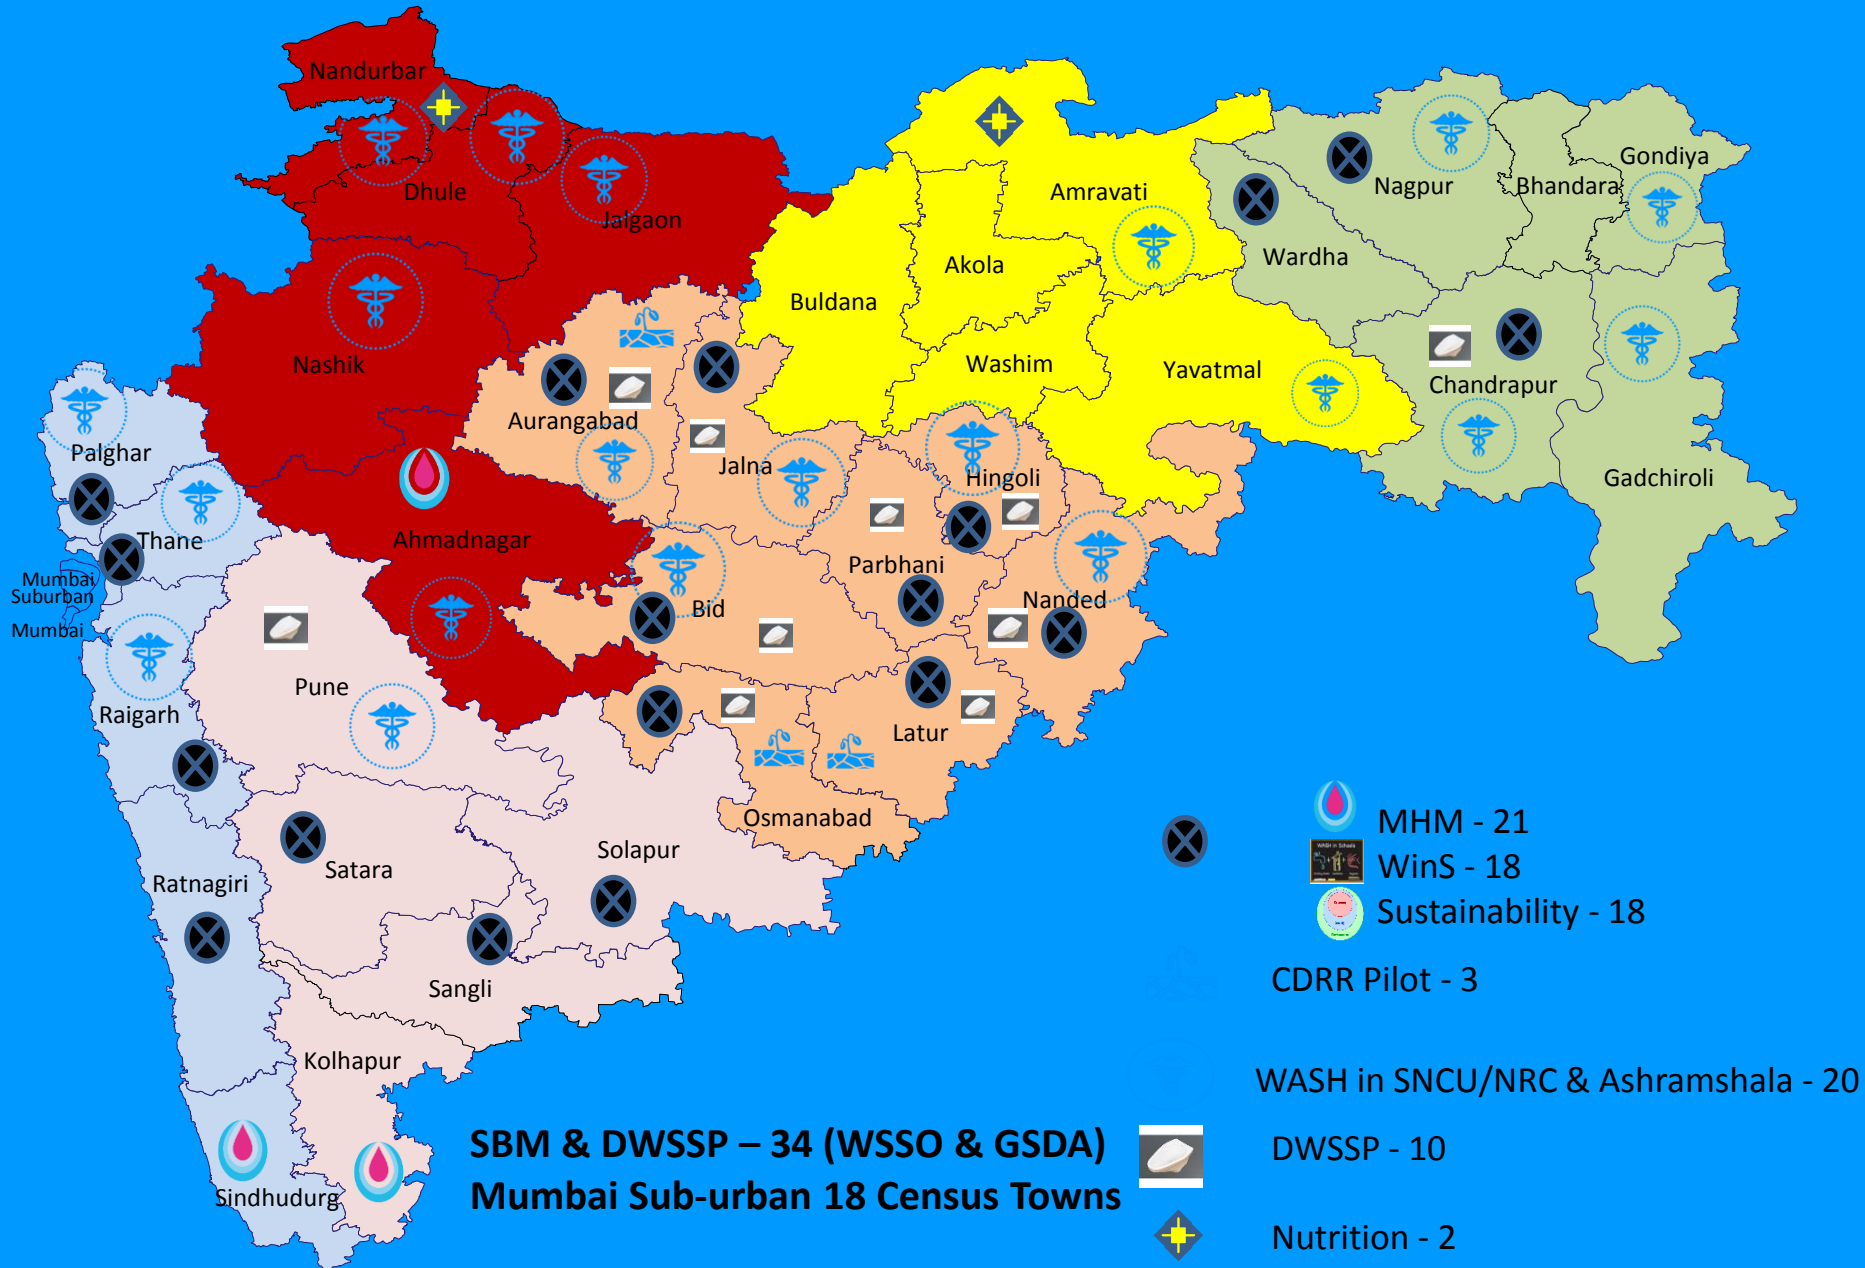 Nandurbar
Dhule
Jalgaon
Nashik
Ahmadnagar
Buldana
Akola
Amravati
Washim
Yavatmal
Wardha
Nagpur
Bhandara
Gondiya
Chandrapur
Gadchiroli
Aurangabad
Jalna
Hingoli
Parbhani
Nanded
Bid
Latur
Osmanabad
Palghar
Thane
Mumbai
Suburban
Mumbai
Raigarh
Ratnagiri
Sindhudurg
Pune
Satara
Solapur
Sangli
Kolhapur
MHM - 21
WASH in Schools
WinS - 18
Sustainability - 18
CDRR Pilot - 3
WASH in SNCU/NRC & Ashramshala - 20
DWSSP - 10
Nutrition - 2
SBM & DWSSP – 34 (WSSO & GSDA)
Mumbai Sub-urban 18 Census Towns